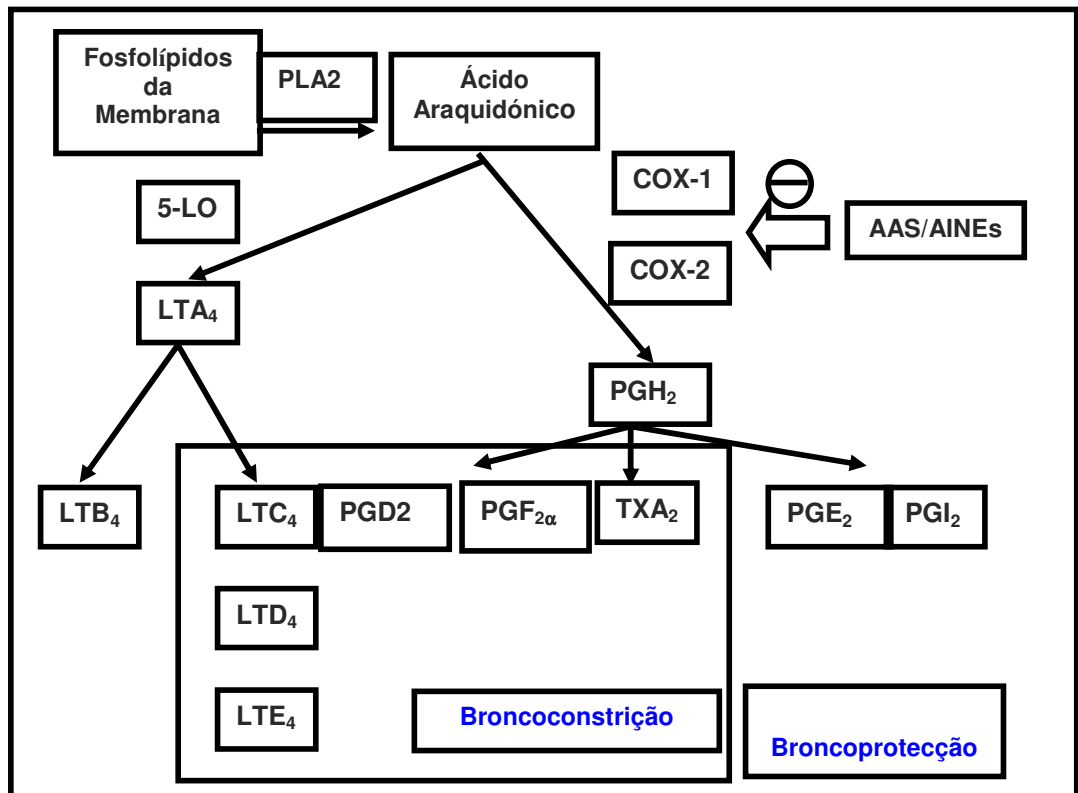 Fosfolípidos
da
Membrana
PLA2
Ácido
Araquidónico
5-LO
COX-1
COX-2
AAS/AINEs
LTA₄
PGH₂
LTB₄
LTC₄
PGD2
PGF₂α
TXA₂
PGE₂
PGI₂
LTD₄
LTE₄
Broncoconstrição
Broncoprotecção